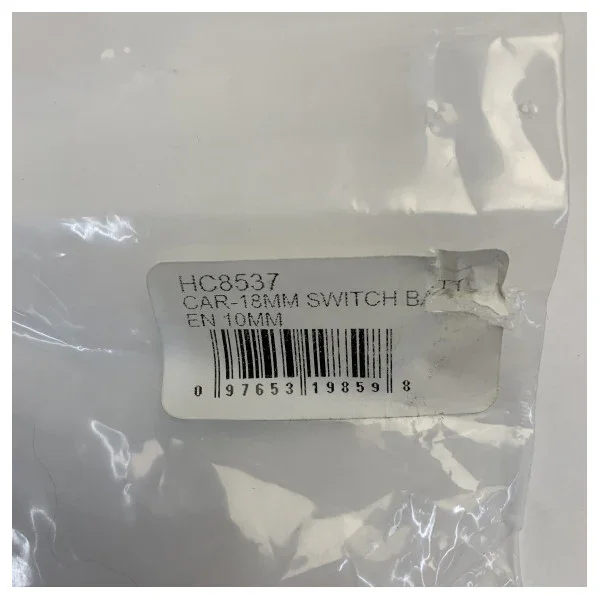 HC8537
CAR-18MM SWITCH
EN 10MM
0 97653 19859 8